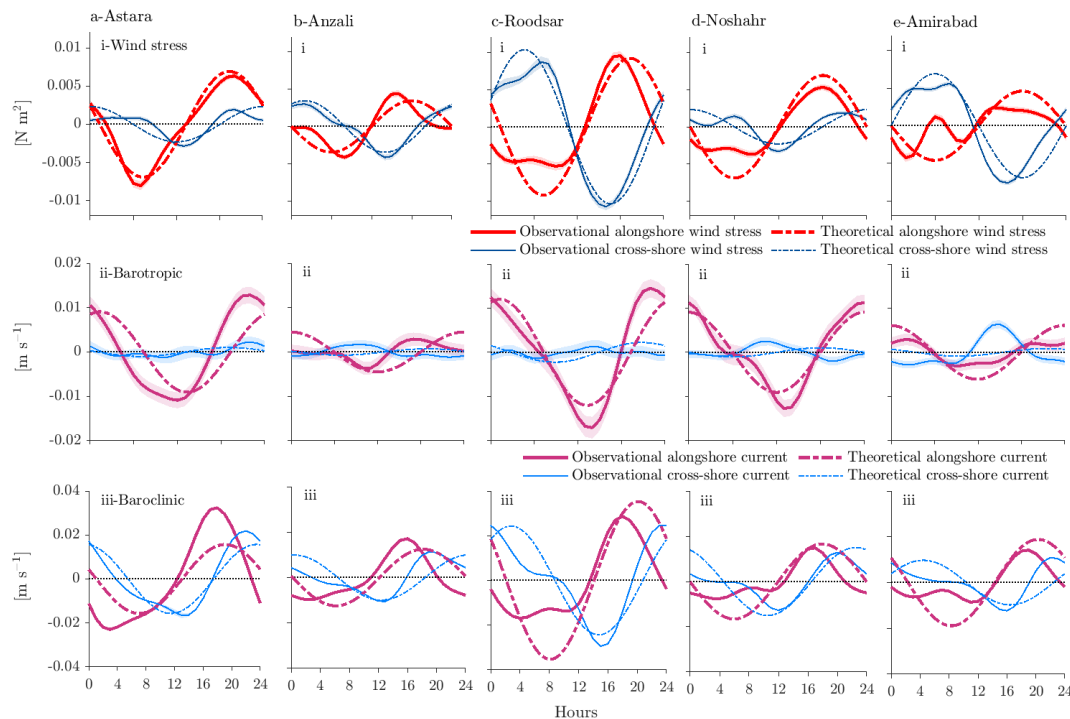 a-Astara b-Anzali c-Roodsar d-Noshahr e-Amirabad
i-Wind stress i i i i
[N m²]
0.01
0.005
0
-0.005
-0.01
Observational alongshore wind stress Theoretical alongshore wind stress
Observational cross-shore wind stress Theoretical cross-shore wind stress
ii-Barotropic ii ii ii ii
[m s⁻¹]
0.02
0.01
0
-0.01
-0.02
Observational alongshore current Theoretical alongshore current
Observational cross-shore current Theoretical cross-shore current
iii-Baroclinic iii iii iii iii
[m s⁻¹]
0.04
0.02
0
-0.02
-0.04
0 4 8 12 16 20 24 0 4 8 12 16 20 24 0 4 8 12 16 20 24 0 4 8 12 16 20 24 0 4 8 12 16 20 24
Hours